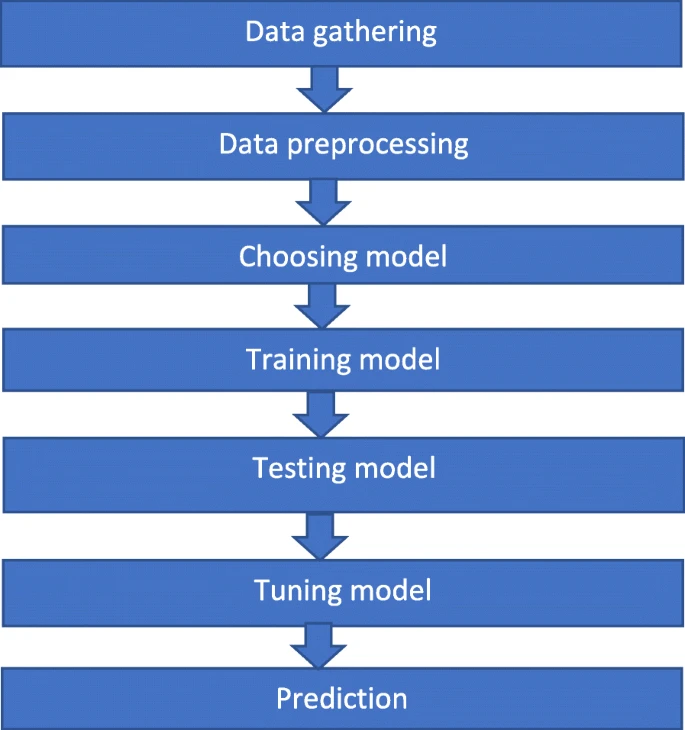 Data gathering
Data preprocessing
Choosing model
Training model
Testing model
Tuning model
Prediction